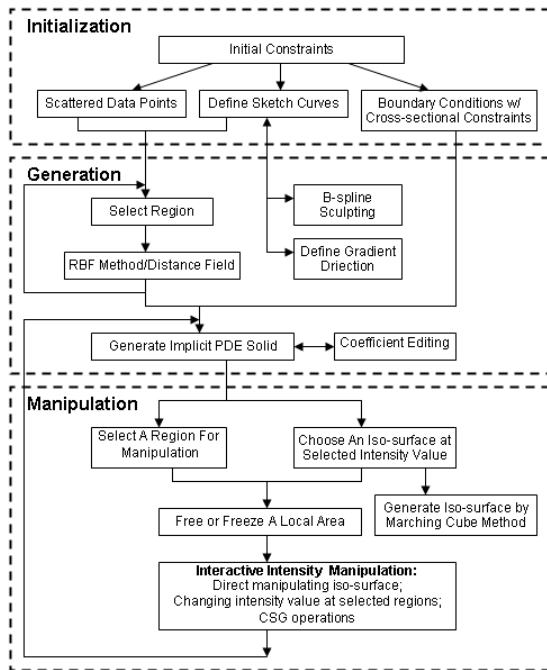 Initialization
Initial Constraints
Scattered Data Points
Define Sketch Curves
Boundary Conditions w/
Cross-sectional Constraints
Generation
Select Region
B-spline
Sculpting
RBF Method/Distance Field
Define Gradient
Driection
Generate Implicit PDE Solid
Coefficient Editing
Manipulation
Select A Region For
Manipulation
Choose An Iso-surface at
Selected Intensity Value
Free or Freeze A Local Area
Generate Iso-surface by
Marching Cube Method
Interactive Intensity Manipulation:
Direct manipulating iso-surface;
Changing intensity value at selected regions;
CSG operations